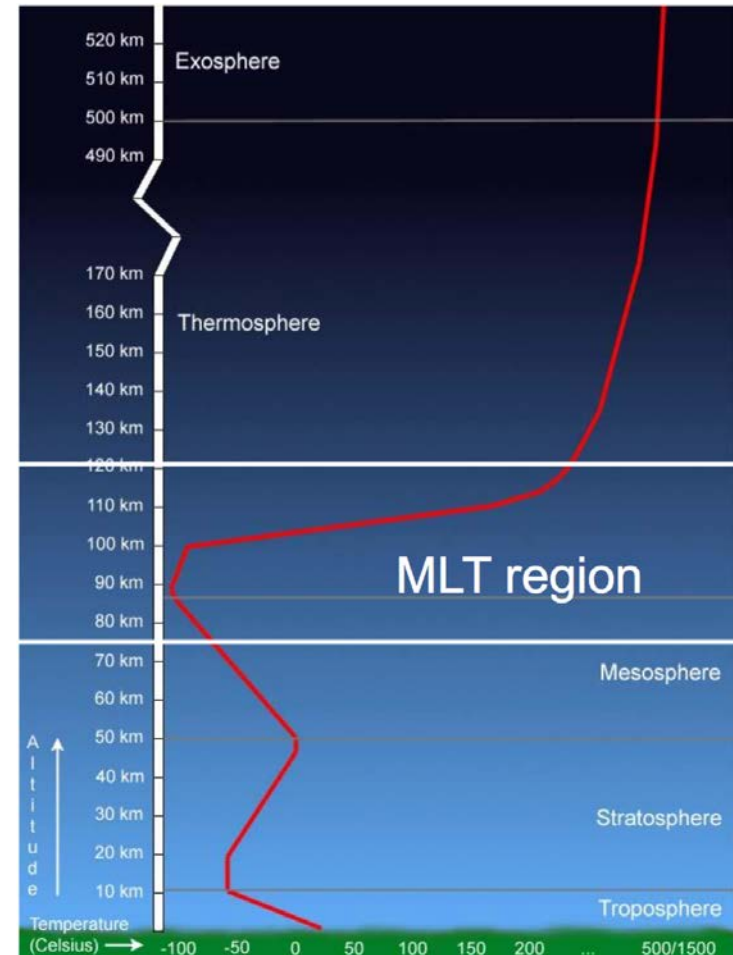 520 km
Exosphere
510 km
500 km
490 km
170 km
160 km
Thermosphere
150 km
140 km
130 km
120 km
110 km
100 km
MLT region
90 km
80 km
70 km
Mesosphere
60 km
50 km
40 km
30 km
Stratosphere
20 km
10 km
Altitude
Troposphere
Temperature
(Celsius) -100 -50 0 50 100 150 200 ... 500/1500